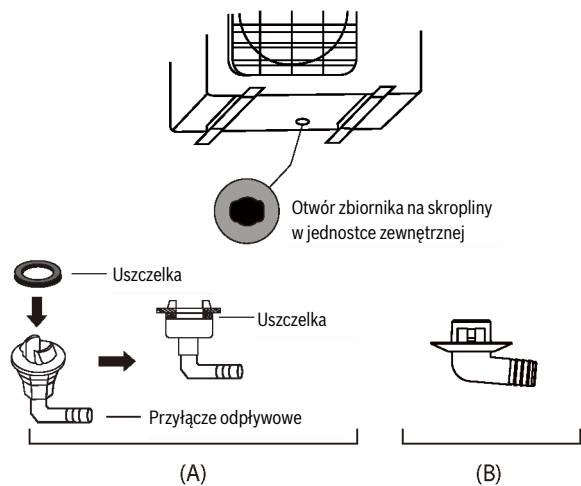 Otwór zbiornika na skropliny
w jednostce zewnętrznej
Uszczelka
Uszczelka
Przyłącze odpływowe
(A)
(B)